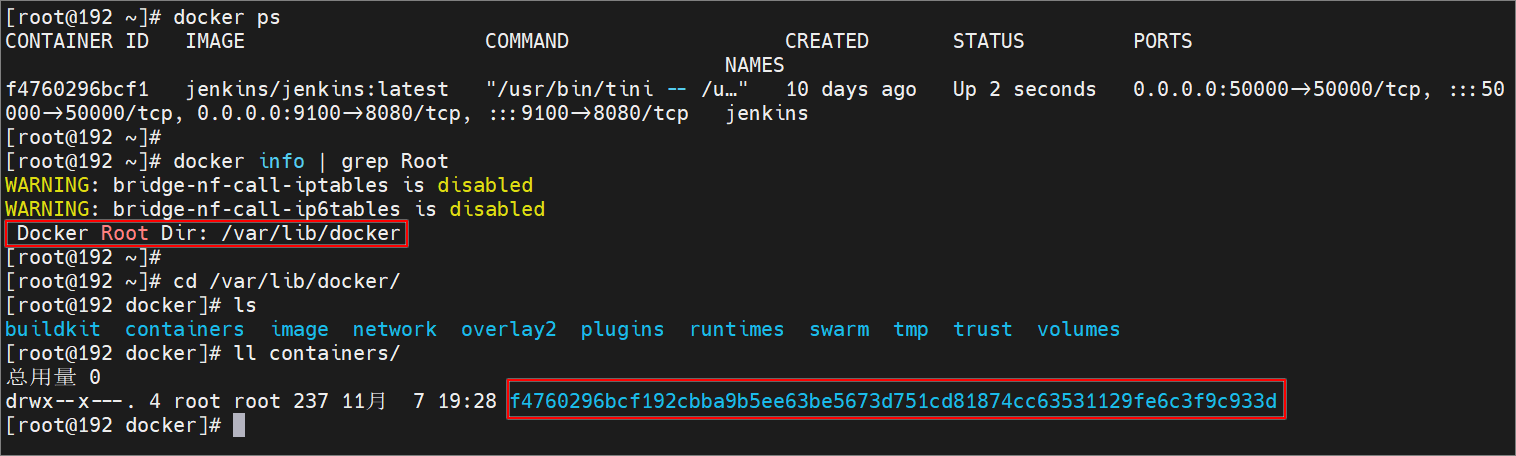 [root@192 ~]# docker ps
CONTAINER ID   IMAGE                    COMMAND                  CREATED       STATUS         PORTS
                                                            NAMES
f4760296bcf1   jenkins/jenkins:latest   "/usr/bin/tini -- /u…"   10 days ago   Up 2 seconds   0.0.0.0:50000->50000/tcp, :::50
000->50000/tcp, 0.0.0.0:9100->8080/tcp, :::9100->8080/tcp   jenkins
[root@192 ~]#
[root@192 ~]# docker info | grep Root
WARNING: bridge-nf-call-iptables is disabled
WARNING: bridge-nf-call-ip6tables is disabled
 Docker Root Dir: /var/lib/docker
[root@192 ~]#
[root@192 ~]# cd /var/lib/docker/
[root@192 docker]# ls
buildkit  containers  image  network  overlay2  plugins  runtimes  swarm  tmp  trust  volumes
[root@192 docker]# ll containers/
总用量 0
drwx--x---. 4 root root 237 11月  7 19:28 f4760296bcf192cbba9b5ee63be5673d751cd81874cc63531129fe6c3f9c933d
[root@192 docker]#